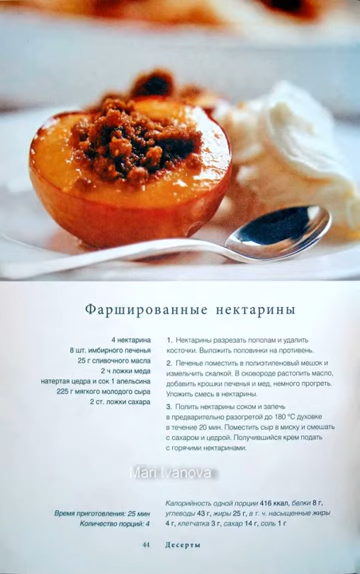 Фаршированные нектарины
4 нектарина
8 шт. имбирного печенья
25 г сливочного масла
2 ч ложки меда
натертая цедра и сок 1 апельсина
225 г мягкого молодого сыра
2 ст. ложки сахара
1. Нектарины разрезать пополам и удалить
косточки. Выложить половинки на противень.
2. Печенье поместить в полиэтиленовый мешок и
измельчить скалкой. В сковороде растопить масло,
добавить крошки печенья и мед, немного прогреть.
Уложить смесь в нектарины.
3. Полить нектарины соком и запечь
в предварительно разогретой до 180 °С духовке
в течение 20 мин. Поместить сыр в миску и смешать
с сахаром и цедрой. Получившийся крем подать
с горячими нектаринами.
Mari Ivanova
Время приготовления: 25 мин
Количество порций: 4
Калорийность одной порции 416 ккал, белки 8 г,
углеводы 43 г, жиры 25 г, в т. ч. насыщенные жиры
4 г, клетчатка 3 г, сахар 14 г, соль 1 г
44 Десерты